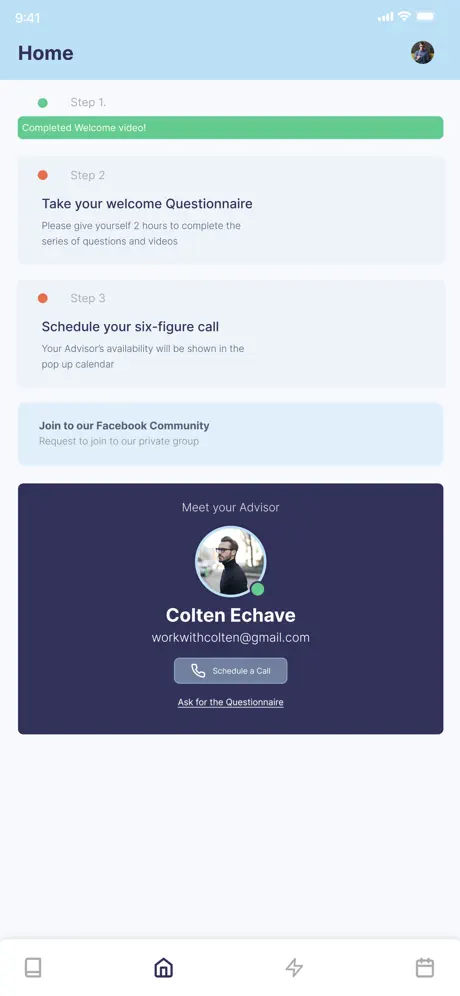 9:41
Home
Step 1.
Completed Welcome video!
Step 2
Take your welcome Questionnaire
Please give yourself 2 hours to complete the
series of questions and videos
Step 3
Schedule your six-figure call
Your Advisor's availability will be shown in the
pop up calendar
Join to our Facebook Community
Request to join to our private group
Meet your Advisor
Colten Echave
workwithcolten@gmail.com
Schedule a Call
Ask for the Questionnaire